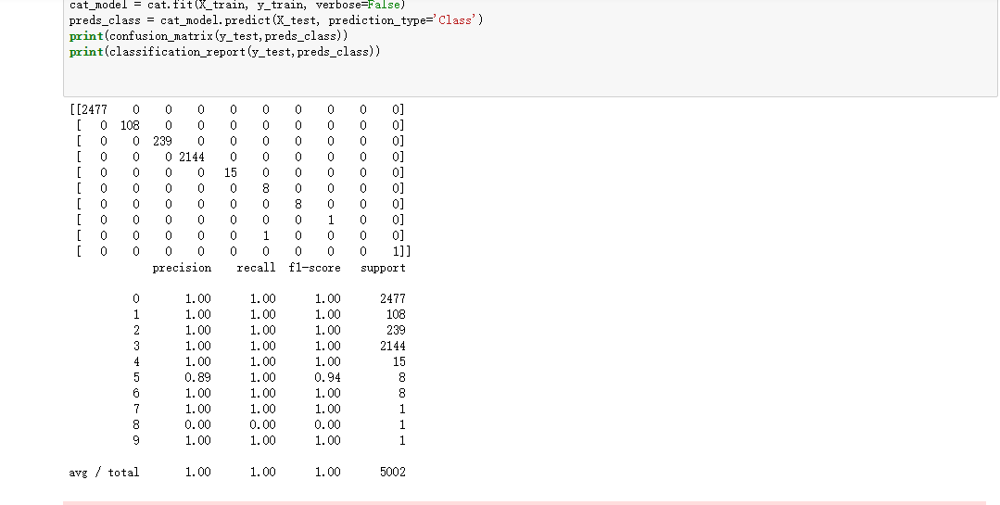 cat_model = cat.fit(X_train, y_train, verbose=False)
preds_class = cat_model.predict(X_test, prediction_type='Class')
print(confusion_matrix(y_test,preds_class))
print(classification_report(y_test,preds_class))
[[2477 0 0 0 0 0 0 0 0 0]
[ 0 108 0 0 0 0 0 0 0 0]
[ 0 0 239 0 0 0 0 0 0 0]
[ 0 0 0 2144 0 0 0 0 0 0]
[ 0 0 0 0 15 0 0 0 0 0]
[ 0 0 0 0 0 8 0 0 0 0]
[ 0 0 0 0 0 0 8 0 0 0]
[ 0 0 0 0 0 0 0 1 0 0]
[ 0 0 0 0 0 1 0 0 0 0]
[ 0 0 0 0 0 0 0 0 0 1]]
precision recall f1-score support
0 1.00 1.00 1.00 2477
1 1.00 1.00 1.00 108
2 1.00 1.00 1.00 239
3 1.00 1.00 1.00 2144
4 1.00 1.00 1.00 15
5 0.89 1.00 0.94 8
6 1.00 1.00 1.00 8
7 1.00 1.00 1.00 1
8 0.00 0.00 0.00 1
9 1.00 1.00 1.00 1
avg / total 1.00 1.00 1.00 5002